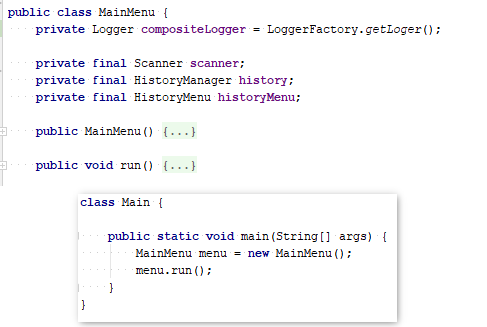 public class MainMenu {
private Logger compositeLogger = LoggerFactory.getLoger();
private final Scanner scanner;
private final HistoryManager history;
private final HistoryMenu historyMenu;
public MainMenu() {...}
public void run() {...}
class Main {
public static void main(String[] args) {
MainMenu menu = new MainMenu();
menu.run();
}
}